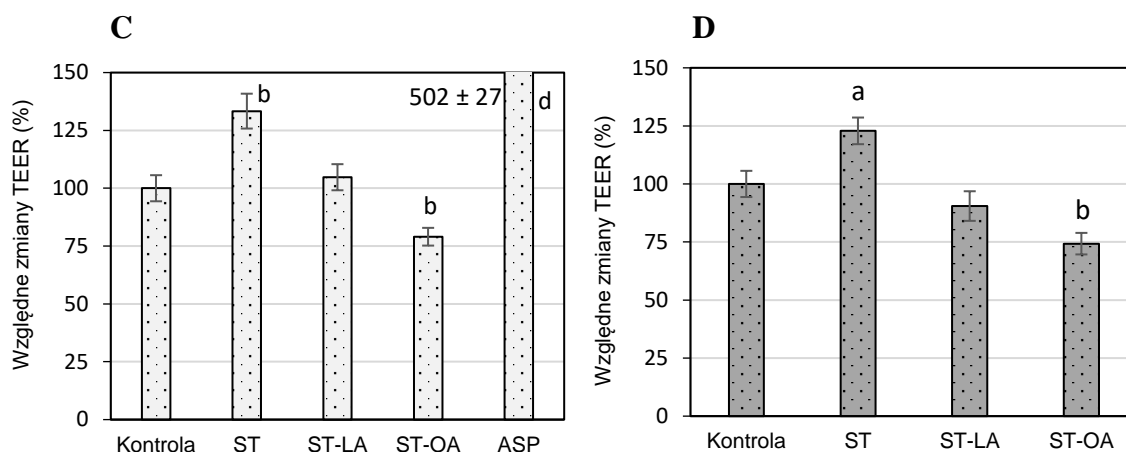 C
Względne zmiany TEER (%)
150
125
100
75
50
25
0
b
b
502 ± 27
d
Kontrola ST ST-LA ST-OA ASP
D
Względne zmiany TEER (%)
150
125
100
75
50
25
0
a
b
Kontrola ST ST-LA ST-OA